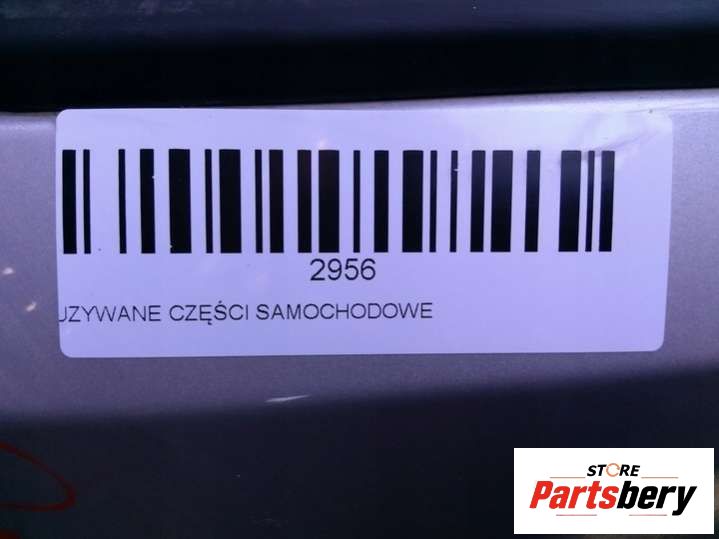 2956
UZYWANE CZĘŚCI SAMOCHODOWE
STORE
Partsbery